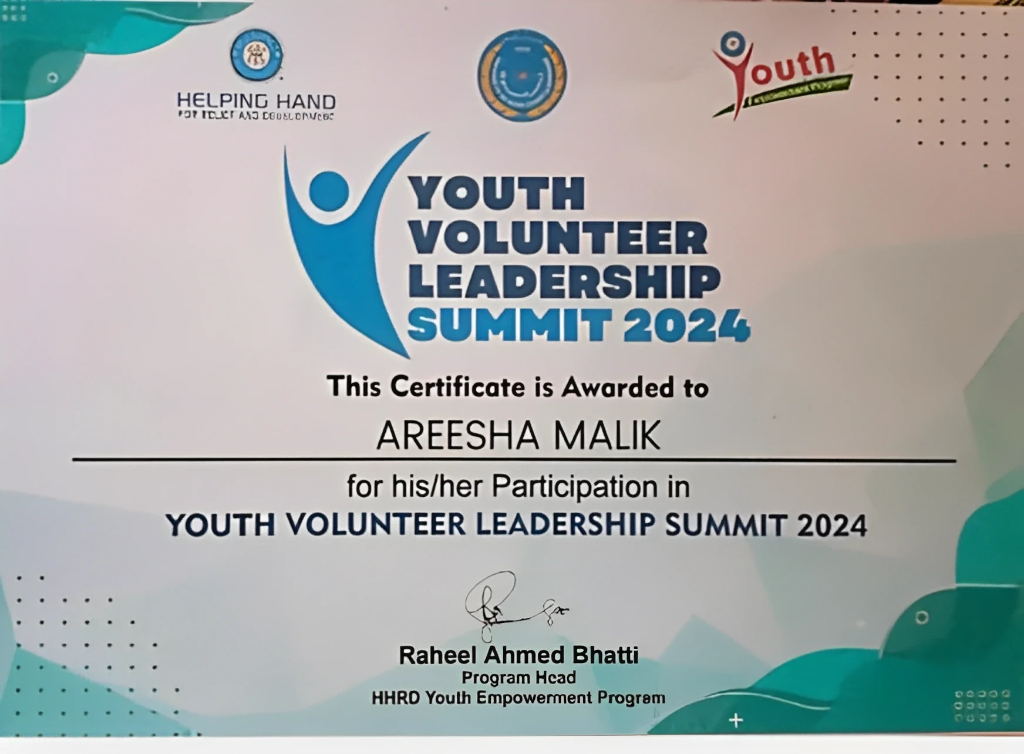 HELPING HAND
FOR RELIEF AND DEVELOPMENT
Youth
YOUTH
VOLUNTEER
LEADERSHIP
SUMMIT 2024
This Certificate is Awarded to
AREESHA MALIK
for his/her Participation in
YOUTH VOLUNTEER LEADERSHIP SUMMIT 2024
Raheel Ahmed Bhatti
Program Head
HHRD Youth Empowerment Program